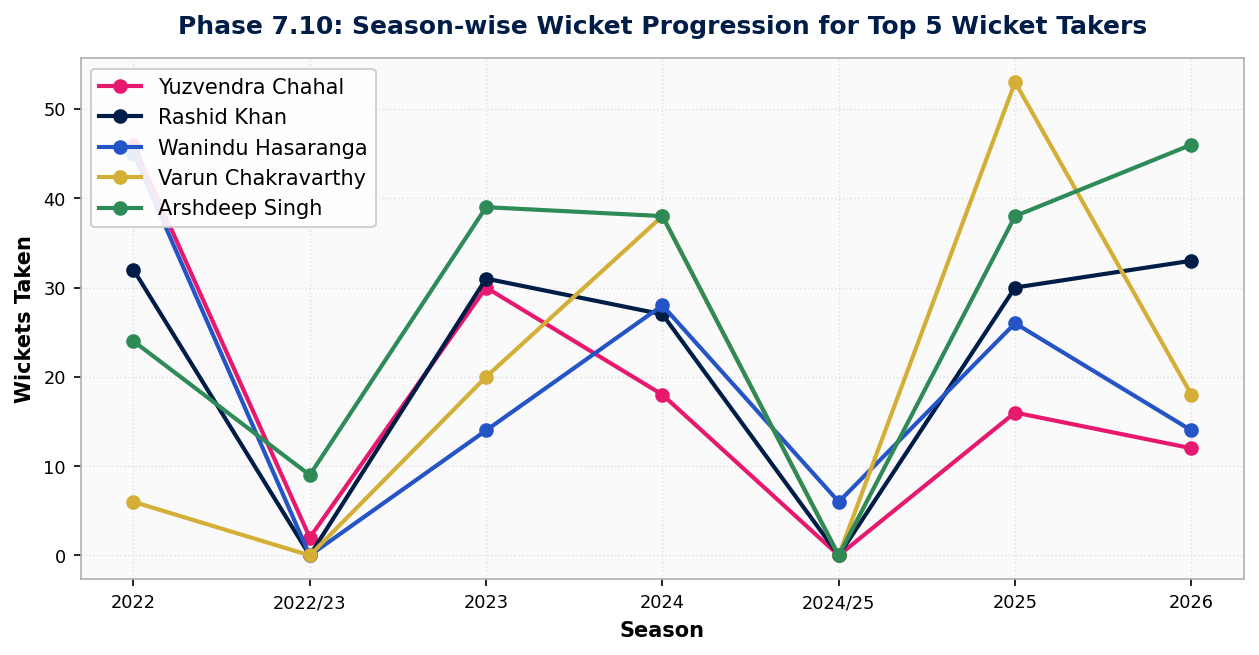 Phase 7.10: Season-wise Wicket Progression for Top 5 Wicket Takers
Yuzvendra Chahal
Rashid Khan
Wanindu Hasaranga
Varun Chakravarthy
Arshdeep Singh
Wickets Taken
50
40
30
20
10
0
2022
2022/23
2023
2024
2024/25
2025
2026
Season